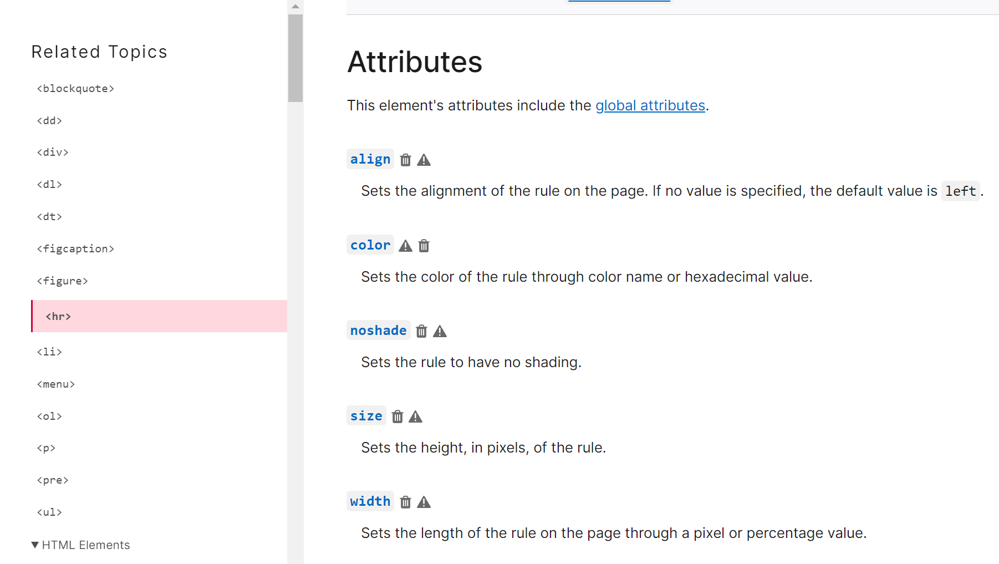 Related Topics
<blockquote>
<dd>
<div>
<dl>
<dt>
<figcaption>
<figure>
<hr>
<li>
<menu>
<ol>
<p>
<pre>
<ul>
HTML Elements
Attributes
This element's attributes include the global attributes.
align
Sets the alignment of the rule on the page. If no value is specified, the default value is left.
color
Sets the color of the rule through color name or hexadecimal value.
noshade
Sets the rule to have no shading.
size
Sets the height, in pixels, of the rule.
width
Sets the length of the rule on the page through a pixel or percentage value.